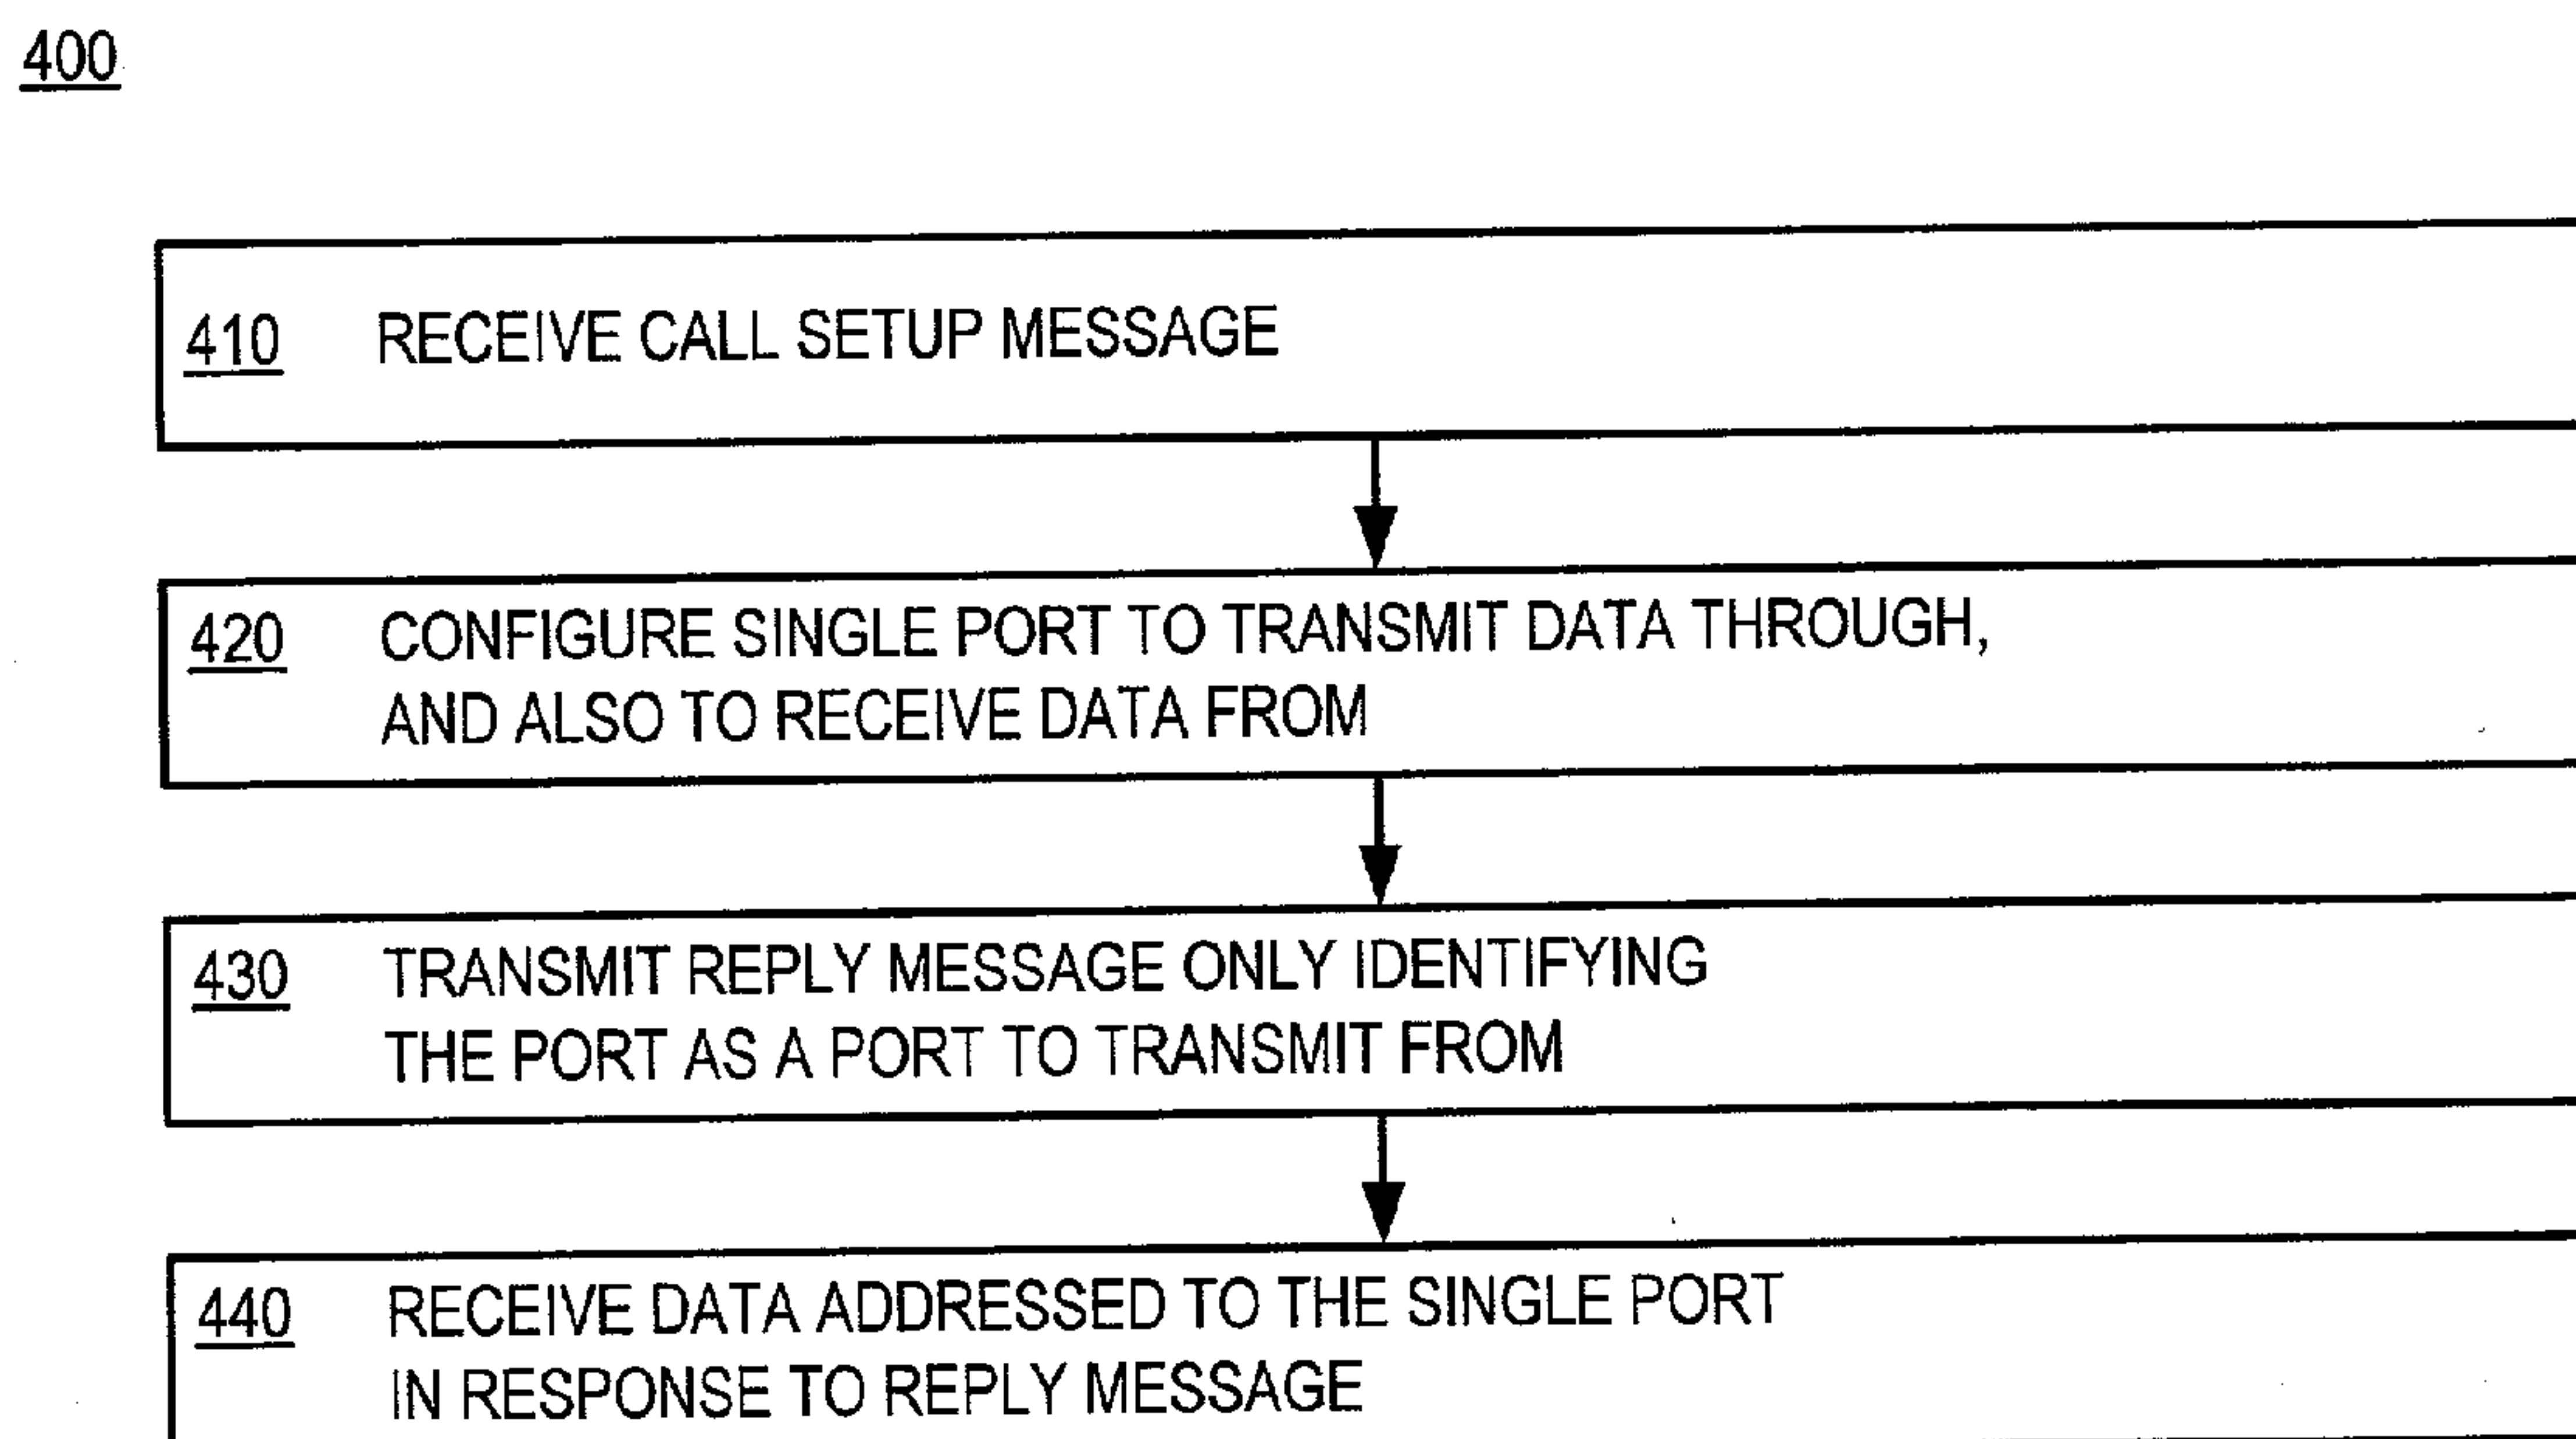 400
410 RECEIVE CALL SETUP MESSAGE
420 CONFIGURE SINGLE PORT TO TRANSMIT DATA THROUGH,
AND ALSO TO RECEIVE DATA FROM
430 TRANSMIT REPLY MESSAGE ONLY IDENTIFYING
THE PORT AS A PORT TO TRANSMIT FROM
440 RECEIVE DATA ADDRESSED TO THE SINGLE PORT
IN RESPONSE TO REPLY MESSAGE